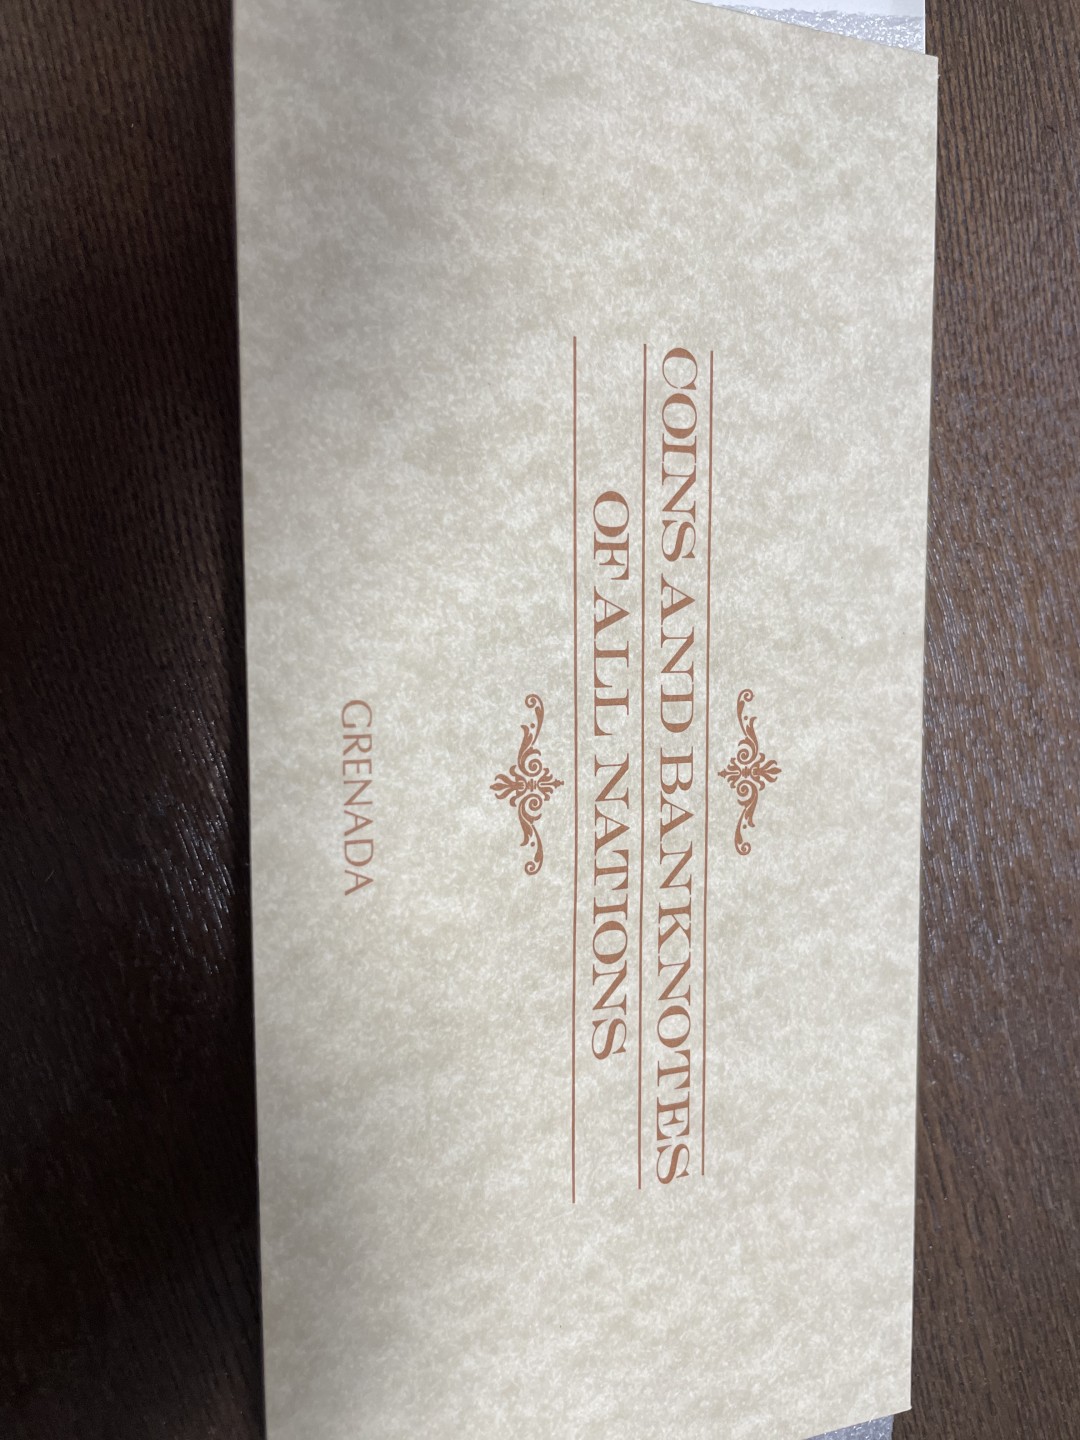 COINS AND BANKNOTES
OF ALL NATIONS
GRENADA